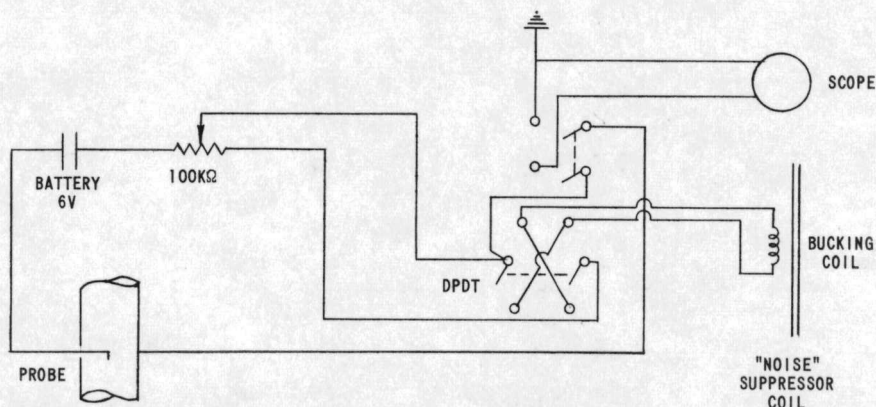 SCOPE
BATTERY
6V
100KΩ
DPDT
BUCKING
COIL
PROBE
"NOISE"
SUPPRESSOR
COIL